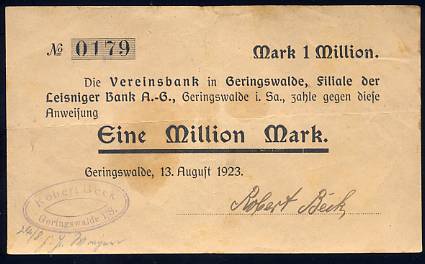 № 0179 Mark 1 Million.
Die Vereinsbank in Geringswalde, Filiale der
Leisniger Bank A.-G., Geringswalde i. Sa., zahle gegen diese
Anweisung
Eine Million Mark.
Geringswalde, 13. August 1923.
Robert Beck
Geringswalde i/S.
Robert Beck